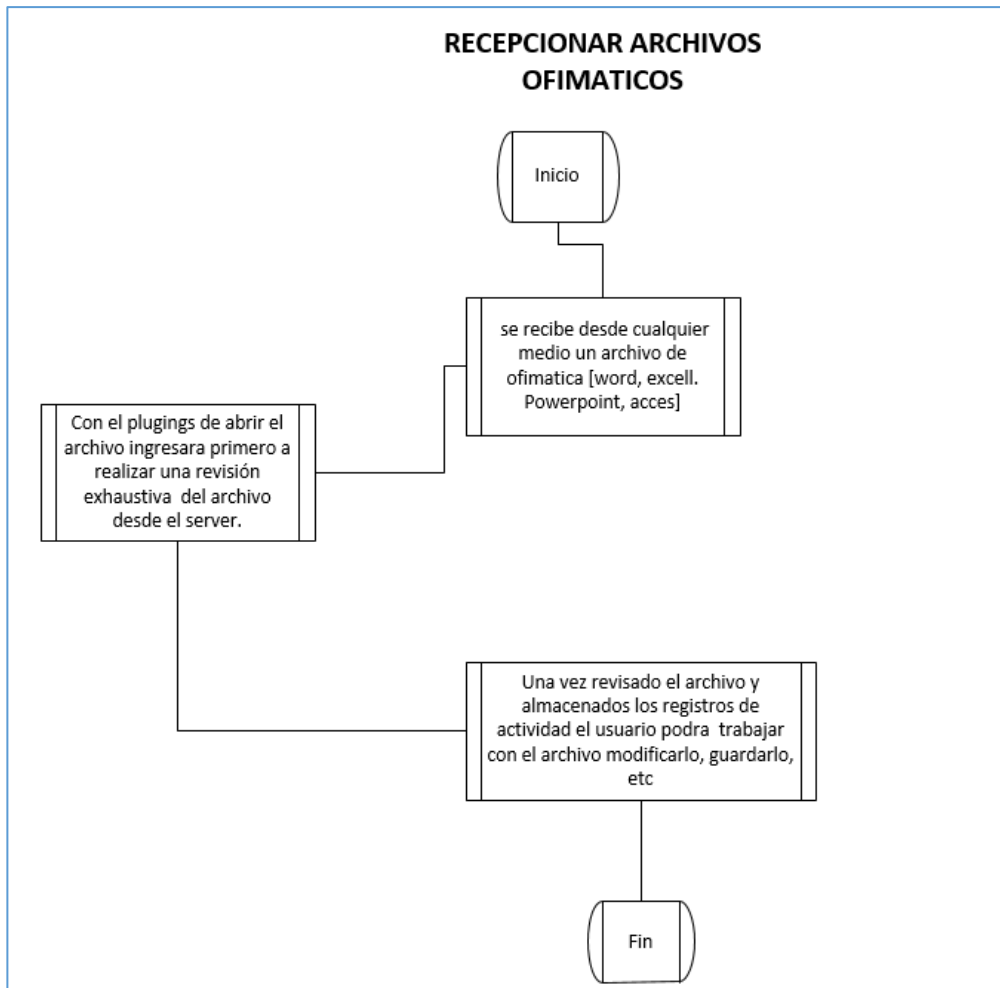 RECEPCIONAR ARCHIVOS
OFIMATICOS
Inicio
se recibe desde cualquier
medio un archivo de
ofimatica [word, excell.
Powerpoint, acces]
Con el plugings de abrir el
archivo ingresara primero a
realizar una revisión
exhaustiva del archivo
desde el server.
Una vez revisado el archivo y
almacenados los registros de
actividad el usuario podra trabajar
con el archivo modificarlo, guardarlo,
etc
Fin